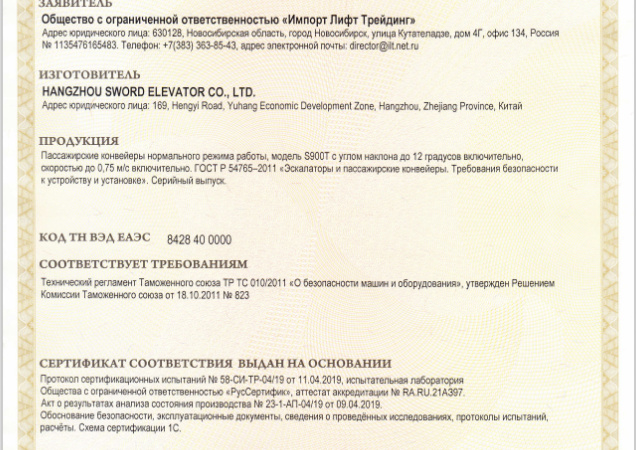 ЗАЯВИТЕЛЬ
Общество с ограниченной ответственностью «Импорт Лифт Трейдинг»
Адрес юридического лица: 630128, Новосибирская область, город Новосибирск, улица Кутателадзе, дом 4Г, офис 134, Россия
№ 1135476165483. Телефон: +7(383) 363-85-43, адрес электронной почты: director@ilt.net.ru
ИЗГОТОВИТЕЛЬ
HANGZHOU SWORD ELEVATOR CO., LTD.
Адрес юридического лица: 169, Hengyi Road, Yuhang Economic Development Zone, Hangzhou, Zhejiang Province, Китай
ПРОДУКЦИЯ
Пассажирские конвейеры нормального режима работы, модель S900T с углом наклона до 12 градусов включительно,
скоростью до 0,75 м/с включительно. ГОСТ Р 54765–2011 «Эскалаторы и пассажирские конвейеры. Требования безопасности
к устройству и установке». Серийный выпуск.
КОД ТН ВЭД ЕАЭС 8428 40 0000
СООТВЕТСТВУЕТ ТРЕБОВАНИЯМ
Технический регламент Таможенного союза ТР ТС 010/2011 «О безопасности машин и оборудования», утвержден Решением
Комиссии Таможенного союза от 18.10.2011 № 823
СЕРТИФИКАТ СООТВЕТСТВИЯ ВЫДАН НА ОСНОВАНИИ
Протокол сертификационных испытаний № 58-СИ-ТР-04/19 от 11.04.2019, испытательная лаборатория
Общества с ограниченной ответственностью «РусСертифик», аттестат аккредитации № RA.RU.21АЗ97.
Акт о результатах анализа состояния производства № 23-1-АП-04/19 от 09.04.2019.
Обоснование безопасности, эксплуатационные документы, сведения о проведённых исследованиях, протоколы испытаний,
расчёты. Схема сертификации 1С.